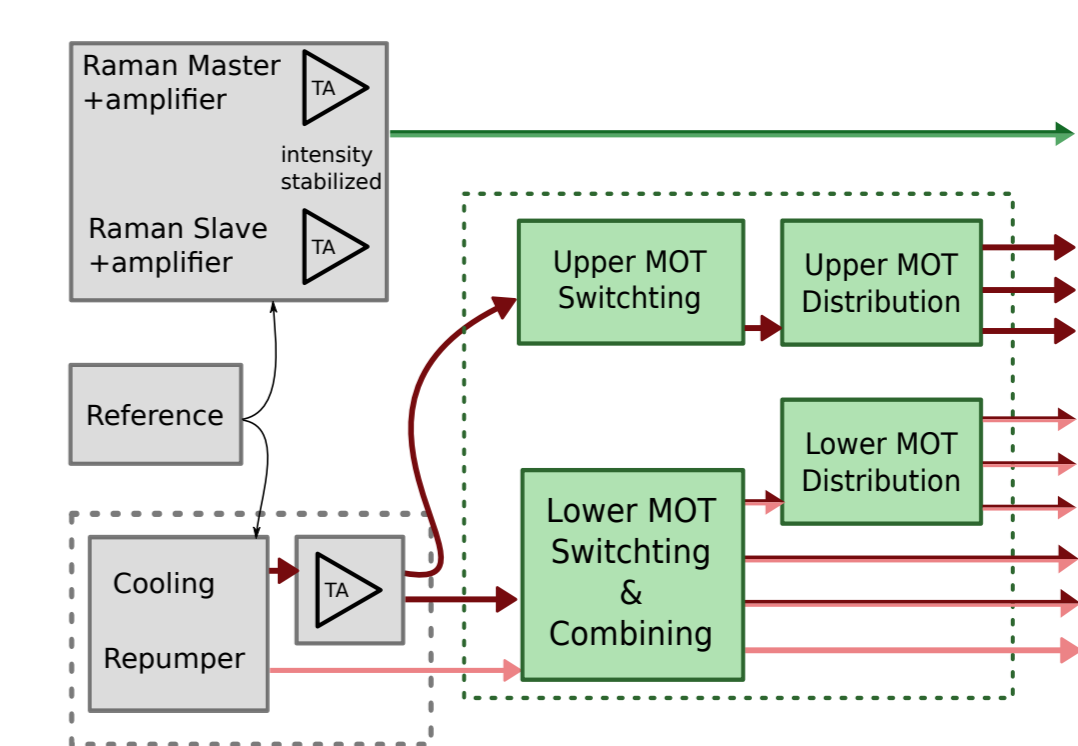 Raman Master
+amplifier
TA
intensity
stabilized
Raman Slave
+amplifier
TA
Reference
Cooling
Repumper
TA
Upper MOT
Switchting
Upper MOT
Distribution
Lower MOT
Distribution
Lower MOT
Switchting
&
Combining